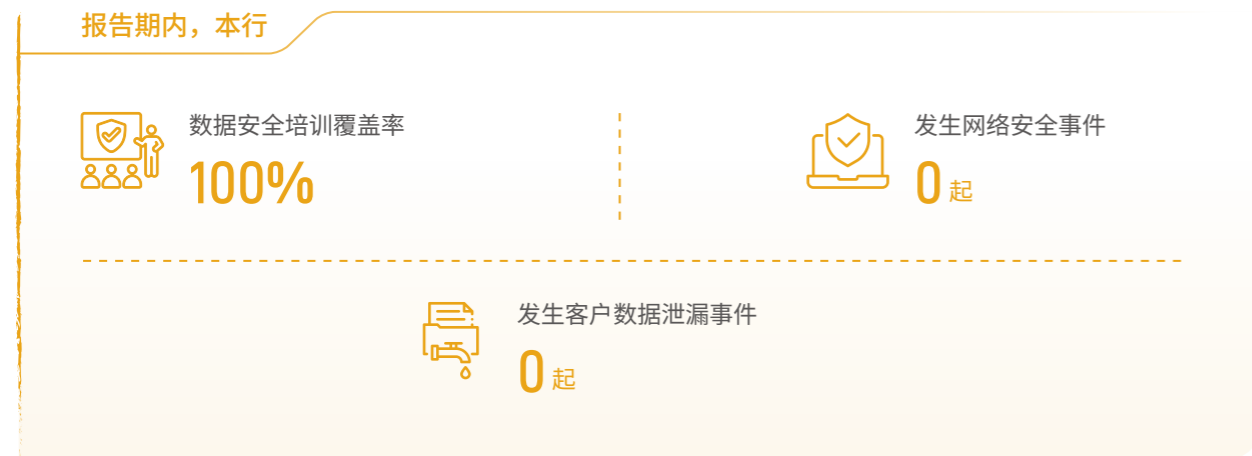 报告期内，本行
数据安全培训覆盖率
100%
发生网络安全事件
0 起
发生客户数据泄漏事件
0 起